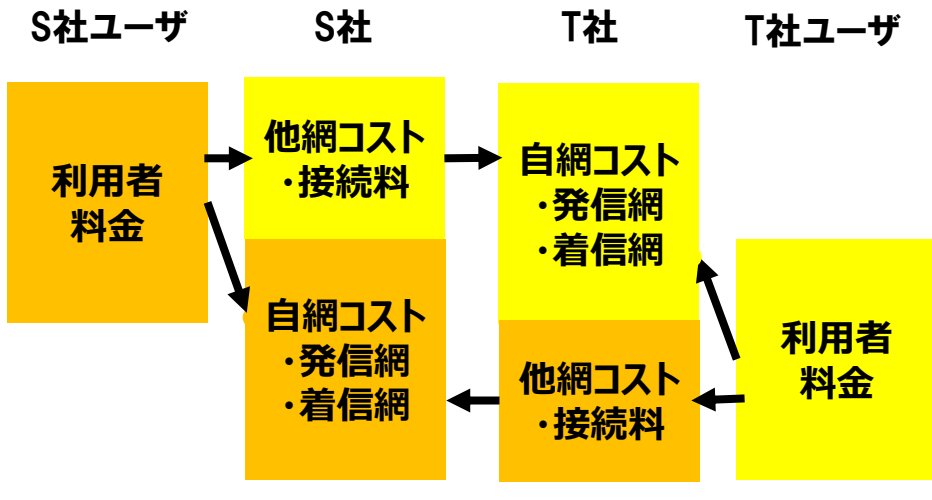 S社ユーザ
S社
T社
T社ユーザ
利用者
料金
他網コスト
・接続料
自網コスト
・発信網
・着信網
自網コスト
・発信網
・着信網
他網コスト
・接続料
利用者
料金